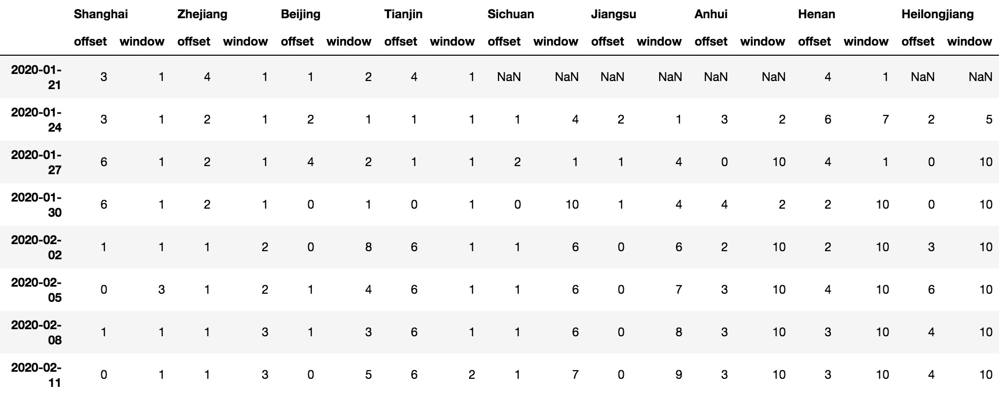 Shanghai Zhejiang Beijing Tianjin Sichuan Jiangsu Anhui Henan Heilongjiang
offset window offset window offset window offset window offset window offset window offset window offset window offset window
2020-01-
21 3 1 4 1 1 2 4 1 NaN NaN NaN NaN NaN NaN 4 1 NaN NaN
2020-01-
24 3 1 2 1 2 1 1 1 1 4 2 1 3 2 6 7 2 5
2020-01-
27 6 1 2 1 4 2 1 1 2 1 1 4 0 10 4 1 0 10
2020-01-
30 6 1 2 1 0 1 0 1 0 10 1 4 4 2 2 10 0 10
2020-02-
02 1 1 1 2 0 8 6 1 1 6 0 6 2 10 2 10 3 10
2020-02-
05 0 3 1 2 1 4 6 1 1 6 0 7 3 10 4 10 6 10
2020-02-
08 1 1 1 3 1 3 6 1 1 6 0 8 3 10 3 10 4 10
2020-02-
11 0 1 1 3 0 5 6 2 1 7 0 9 3 10 3 10 4 10